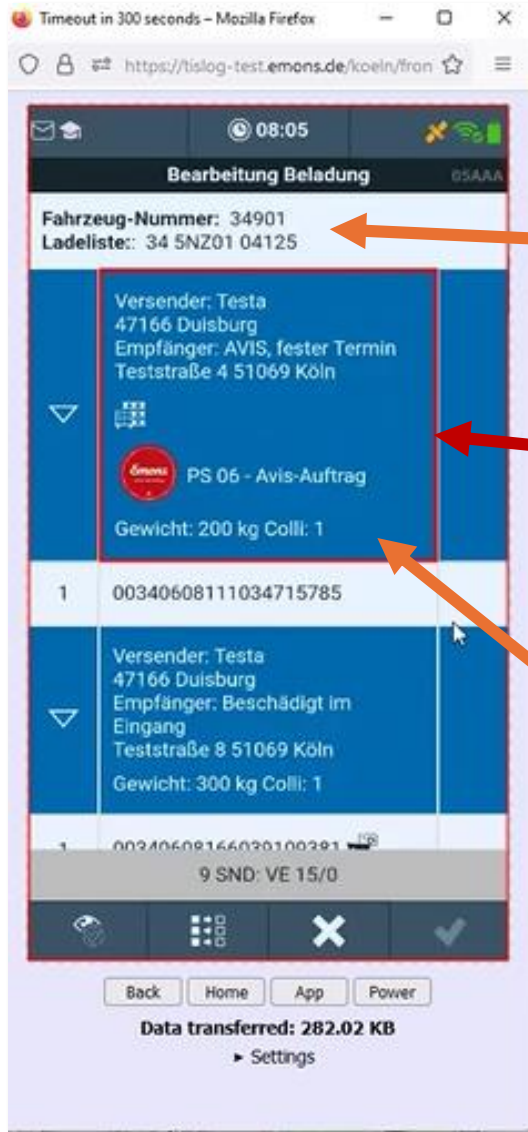 Timeout in 300 seconds – Mozilla Firefox
https://tislog-test.emons.de/koeln/fron
08:05
Bearbeitung Beladung 05AAA
Fahrzeug-Nummer: 34901
Ladeliste:: 34 5NZ01 04125
Versender: Testa
47166 Duisburg
Empfänger: AVIS, fester Termin
Teststraße 4 51069 Köln
Emons
PS 06 - Avis-Auftrag
Gewicht: 200 kg Colli: 1
1 00340608111034715785
Versender: Testa
47166 Duisburg
Empfänger: Beschädigt im
Eingang
Teststraße 8 51069 Köln
Gewicht: 300 kg Colli: 1
1 00340608166039109381
9 SND: VE 15/0
Back Home App Power
Data transferred: 282.02 KB
Settings